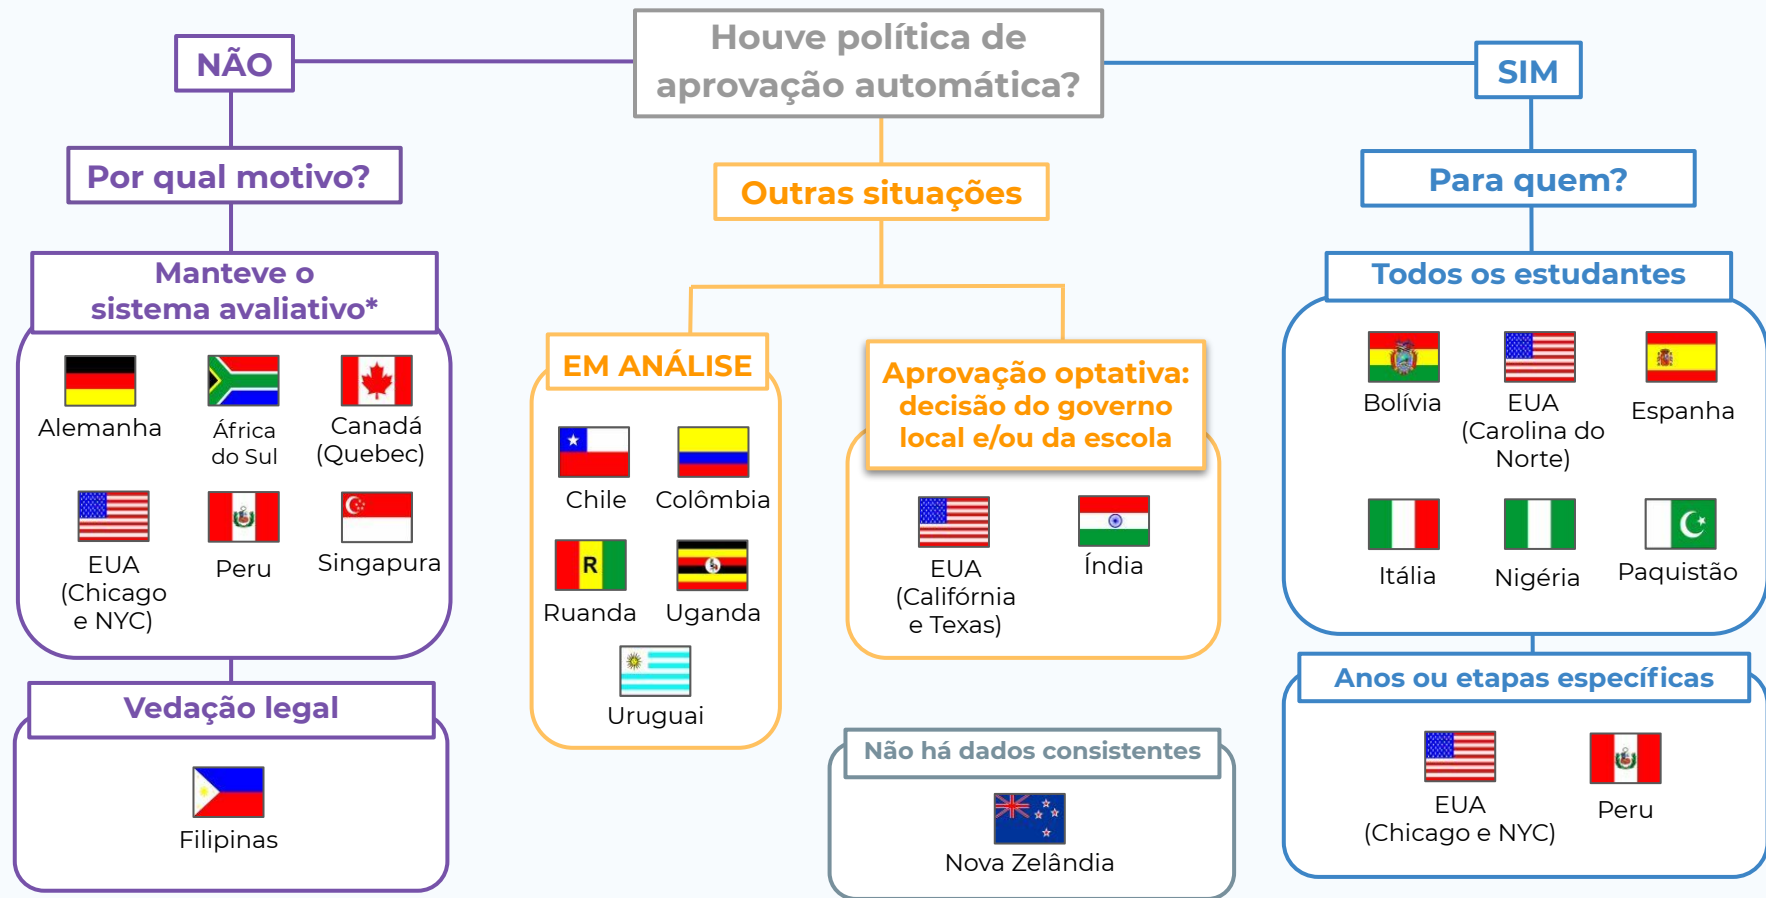 Houve política de
aprovação automática?
NÃO
Por qual motivo?
Manteve o
sistema avaliativo*
Alemanha
África
do Sul
Canadá
(Quebec)
EUA
(Chicago
e NYC)
Peru
Singapura
Vedação legal
Filipinas
Outras situações
EM ANÁLISE
Chile
Colômbia
R
Ruanda
Uganda
Uruguai
Aprovação optativa:
decisão do governo
local e/ou da escola
EUA
(Califórnia
e Texas)
Índia
Não há dados consistentes
Nova Zelândia
SIM
Para quem?
Todos os estudantes
Bolívia
EUA
(Carolina do
Norte)
Espanha
Itália
Nigéria
Paquistão
Anos ou etapas específicas
EUA
(Chicago e NYC)
Peru